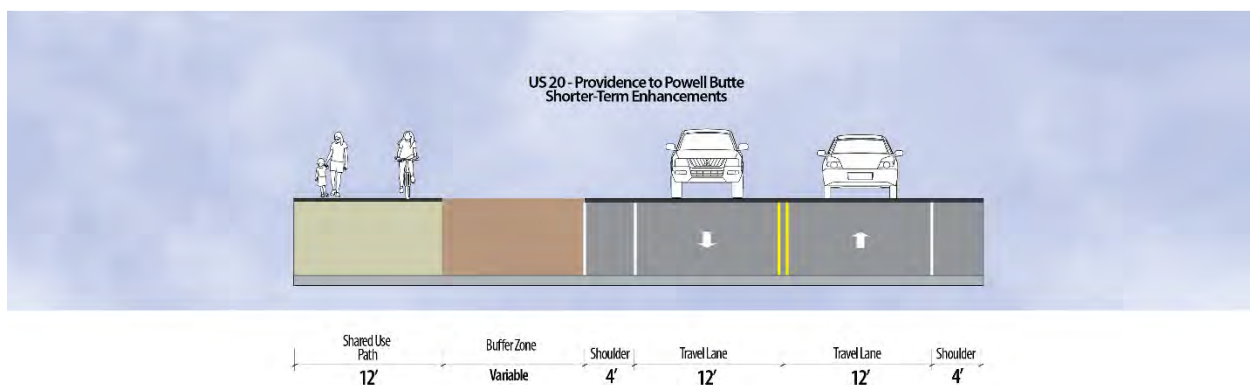 US 20 - Providence to Powell Butte
Shorter-Term Enhancements
Shared Use
Path
12'
Buffer Zone
Variable
Shoulder
4'
Travel Lane
12'
Travel Lane
12'
Shoulder
4'